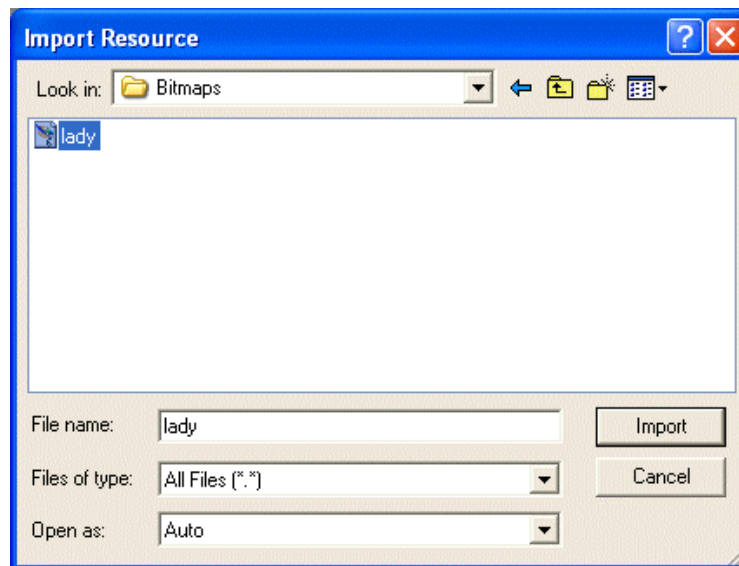 Import Resource
Look in: Bitmaps
lady
File name: lady
Import
Files of type: All Files (*.*)
Cancel
Open as: Auto